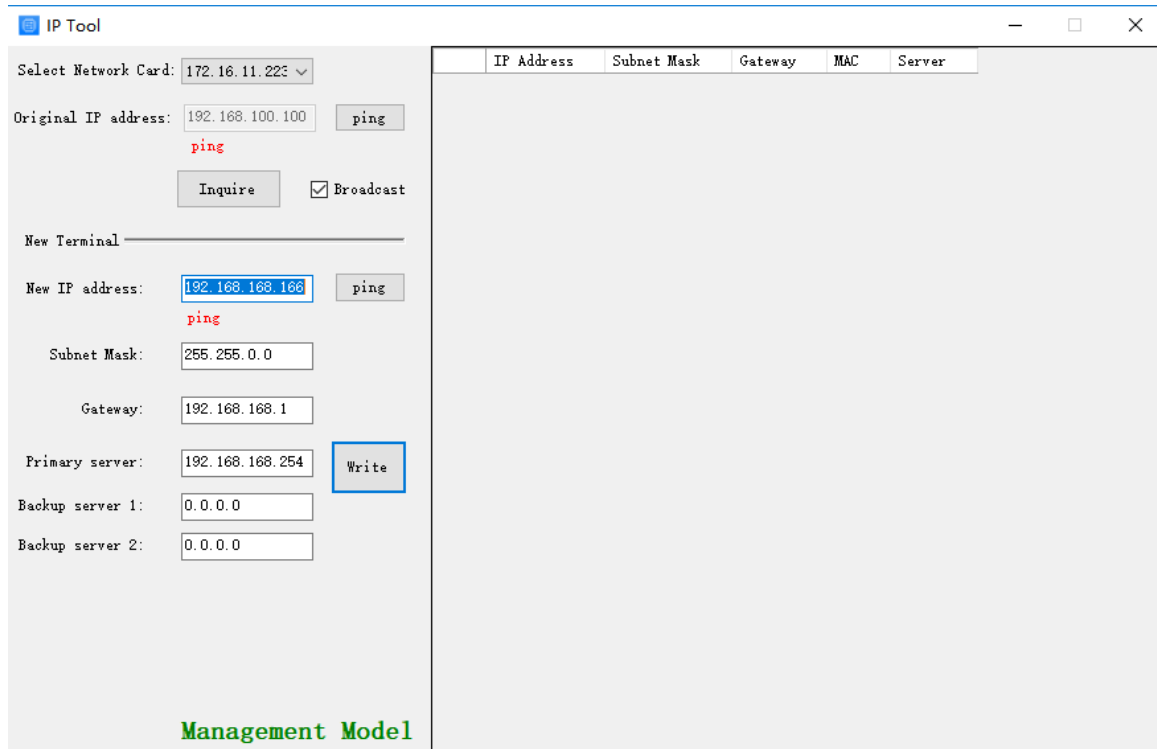 IP Tool
Select Network Card: 172.16.11.223
IP Address Subnet Mask Gateway MAC Server
Original IP address: 192.168.100.100 ping
ping
Inquire Broadcast
New Terminal
New IP address: 192.168.168.166 ping
ping
Subnet Mask: 255.255.0.0
Gateway: 192.168.168.1
Primary server: 192.168.168.254 Write
Backup server 1: 0.0.0.0
Backup server 2: 0.0.0.0
Management Model